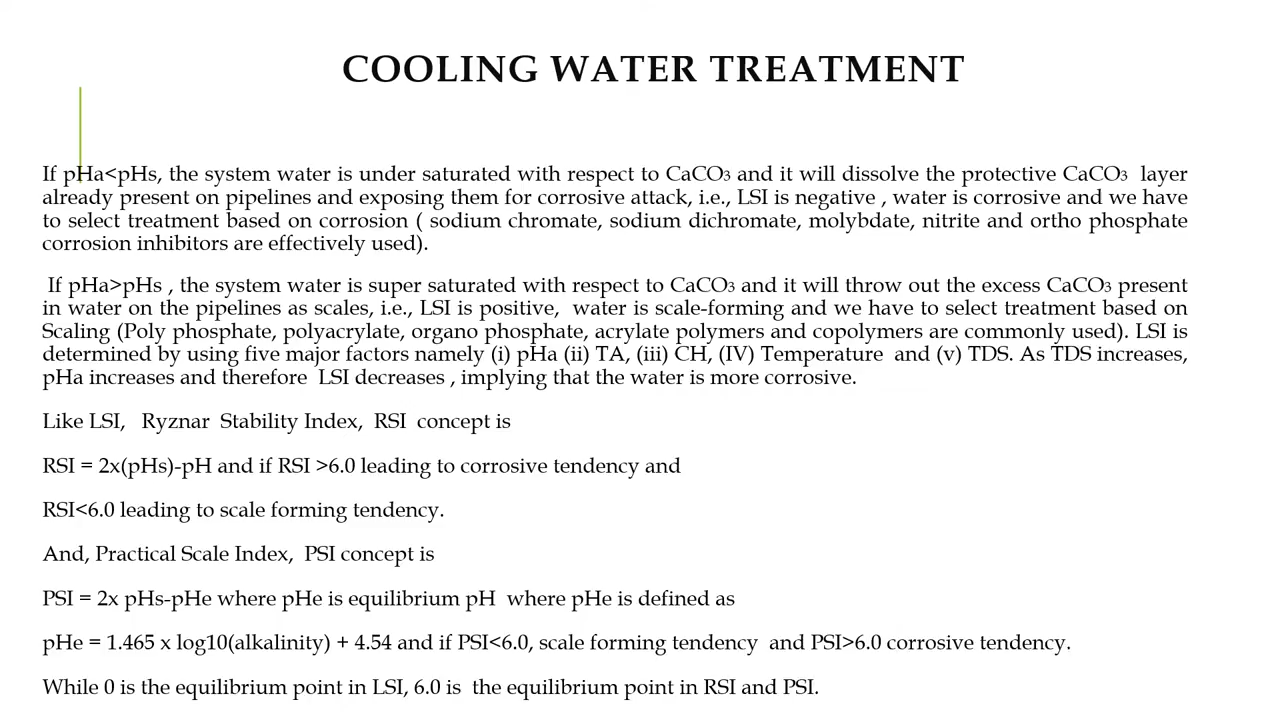 COOLING WATER TREATMENT
If pHa<pHs, the system water is under saturated with respect to CaCO₃ and it will dissolve the protective CaCO₃ layer
already present on pipelines and exposing them for corrosive attack, i.e., LSI is negative , water is corrosive and we have
to select treatment based on corrosion ( sodium chromate, sodium dichromate, molybdate, nitrite and ortho phosphate
corrosion inhibitors are effectively used).
If pHa>pHs , the system water is super saturated with respect to CaCO₃ and it will throw out the excess CaCO₃ present
in water on the pipelines as scales, i.e., LSI is positive, water is scale-forming and we have to select treatment based on
Scaling (Poly phosphate, polyacrylate, organo phosphate, acrylate polymers and copolymers are commonly used). LSI is
determined by using five major factors namely (i) pHa (ii) TA, (iii) CH, (IV) Temperature and (v) TDS. As TDS increases,
pHa increases and therefore LSI decreases , implying that the water is more corrosive.
Like LSI, Ryznar Stability Index, RSI concept is
RSI = 2x(pHs)-pH and if RSI >6.0 leading to corrosive tendency and
RSI<6.0 leading to scale forming tendency.
And, Practical Scale Index, PSI concept is
PSI = 2x pHs-pHe where pHe is equilibrium pH where pHe is defined as
pHe = 1.465 x log10(alkalinity) + 4.54 and if PSI<6.0, scale forming tendency and PSI>6.0 corrosive tendency.
While 0 is the equilibrium point in LSI, 6.0 is the equilibrium point in RSI and PSI.